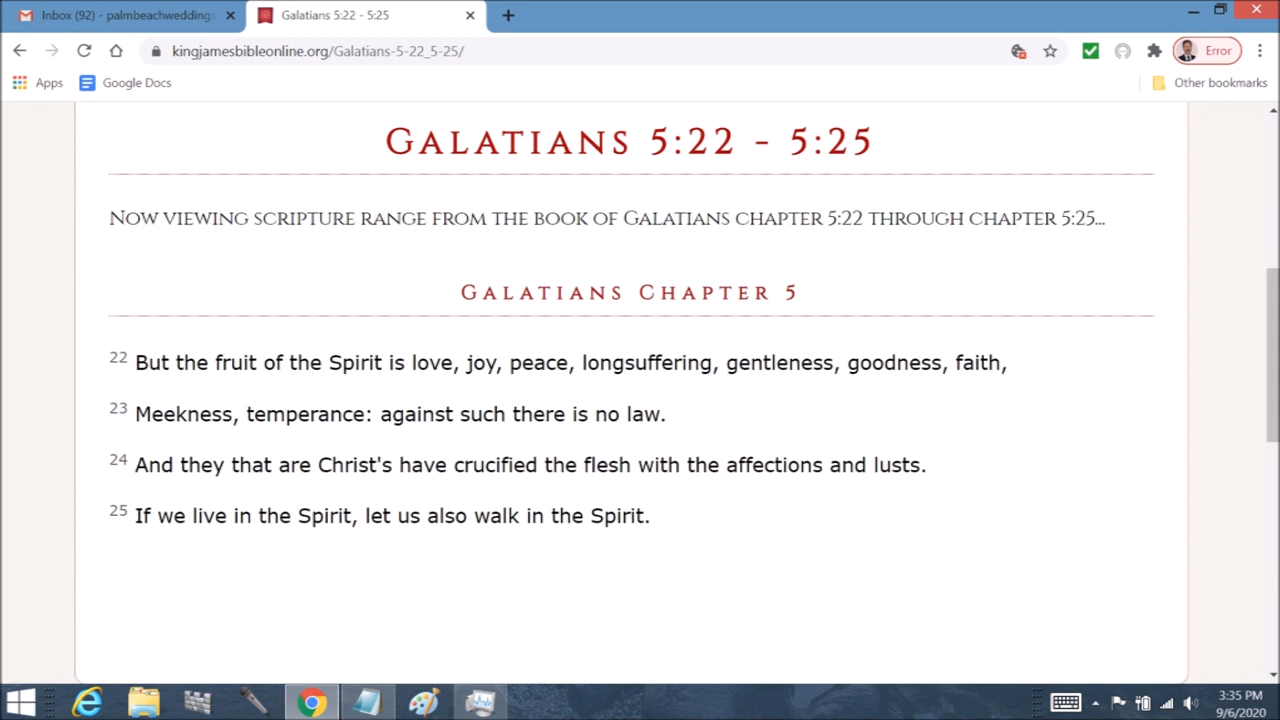 Inbox (92) - palmbeachwedding
Galatians 5:22 - 5:25
kingjamesbibleonline.org/Galatians-5-22_5-25/
Error
Apps
Google Docs
Other bookmarks
Galatians 5:22 - 5:25
Now viewing scripture range from the book of Galatians chapter 5:22 through chapter 5:25...
Galatians Chapter 5
22 But the fruit of the Spirit is love, joy, peace, longsuffering, gentleness, goodness, faith,
23 Meekness, temperance: against such there is no law.
24 And they that are Christ's have crucified the flesh with the affections and lusts.
25 If we live in the Spirit, let us also walk in the Spirit.
3:35 PM
9/6/2020